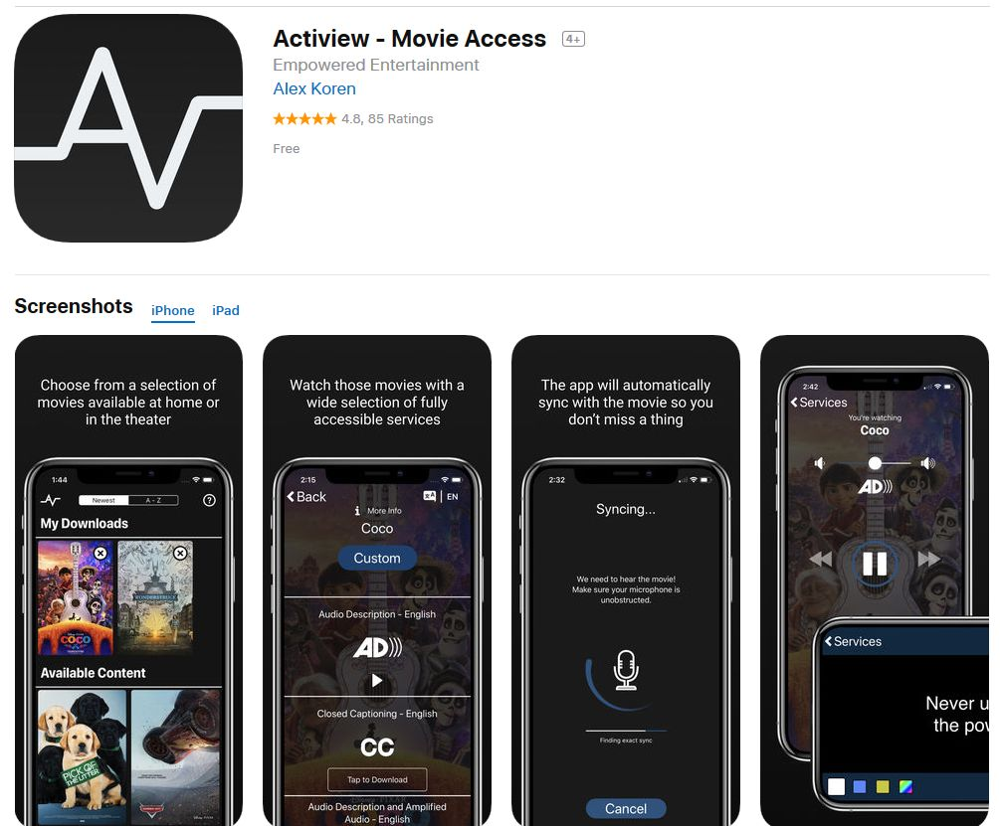 Actiview - Movie Access 4+
Empowered Entertainment
Alex Koren
4.8, 85 Ratings
Free
Screenshots iPhone iPad
Choose from a selection of
movies available at home or
in the theater
1:44
Newest A - Z ?
My Downloads
WONDERSTRUCK
COCO
Available Content
PICK OF
THE LITTER
Watch those movies with a
wide selection of fully
accessible services
2:15
Back EN
More Info
Coco
Custom
Audio Description - English
AD
Closed Captioning - English
CC
Tap to Download
Audio Description and Amplified
Audio - English
The app will automatically
sync with the movie so you
don't miss a thing
2:32
Syncing...
We need to hear the movie!
Make sure your microphone is
unobstructed.
Finding exact sync
Cancel
2:42
Services
You're watching
Coco
AD
Services
Never u
the pow